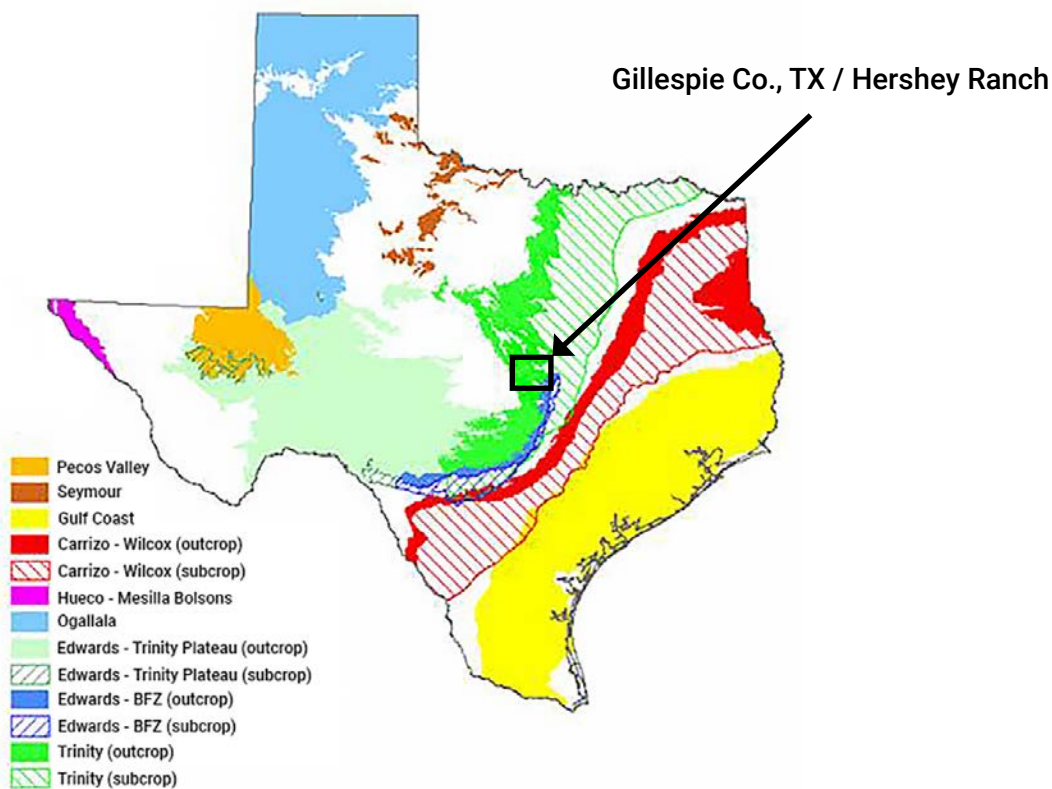 Gillespie Co., TX / Hershey Ranch
Pecos Valley
Seymour
Gulf Coast
Carrizo - Wilcox (outcrop)
Carrizo - Wilcox (subcrop)
Hueco - Mesilla Bolsons
Ogallala
Edwards - Trinity Plateau (outcrop)
Edwards - Trinity Plateau (subcrop)
Edwards - BFZ (outcrop)
Edwards - BFZ (subcrop)
Trinity (outcrop)
Trinity (subcrop)